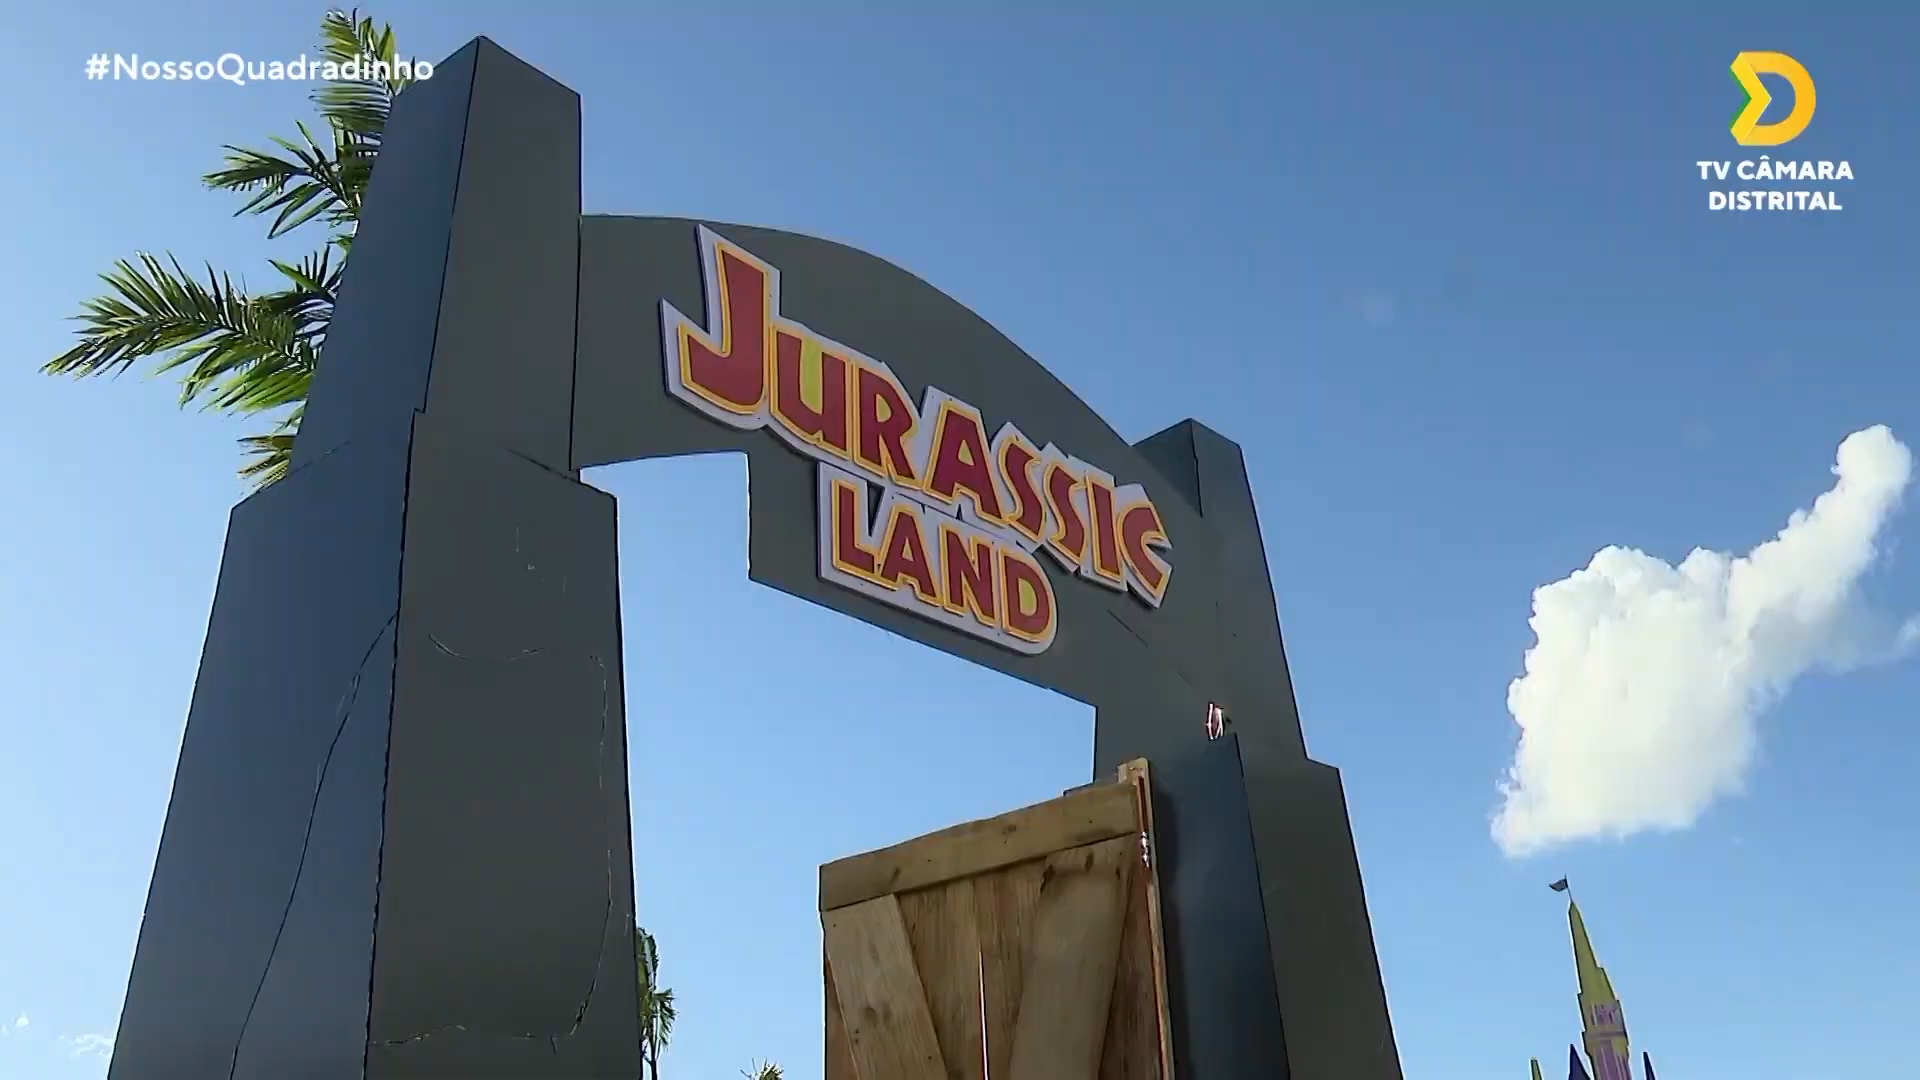 #NossoQuadradinho
TV CÂMARA
DISTRITAL
JURASSIC
LAND